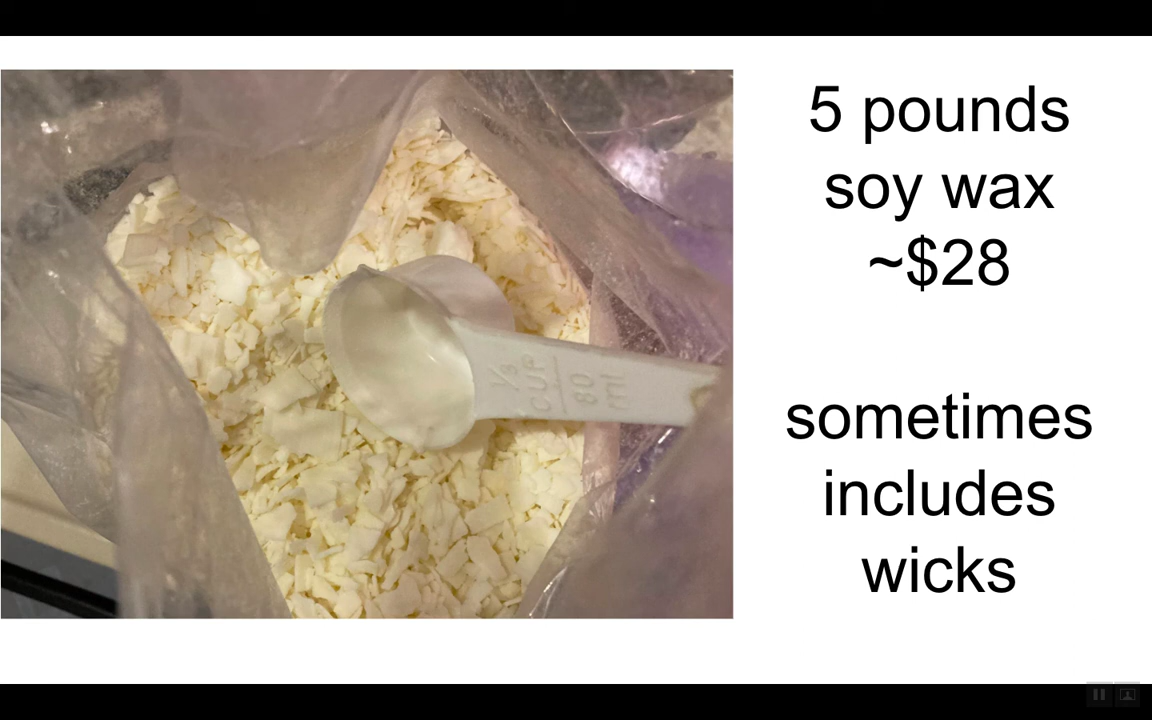 5 pounds
soy wax
~$28
sometimes
includes
wicks
1/3
CUP
80
ml